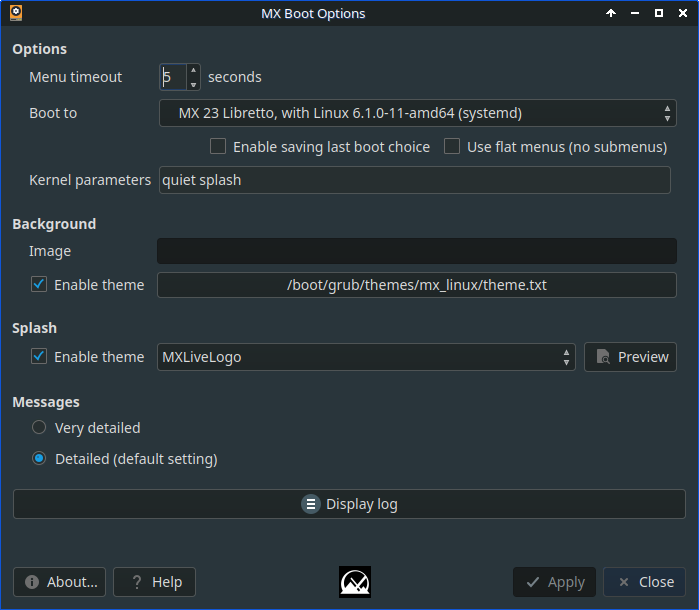 MX Boot Options
Options
Menu timeout 5 seconds
Boot to MX 23 Libretto, with Linux 6.1.0-11-amd64 (systemd)
Enable saving last boot choice Use flat menus (no submenus)
Kernel parameters quiet splash
Background
Image
Enable theme /boot/grub/themes/mx_linux/theme.txt
Splash
Enable theme MXLiveLogo Preview
Messages
Very detailed
Detailed (default setting)
Display log
About... ? Help Apply Close